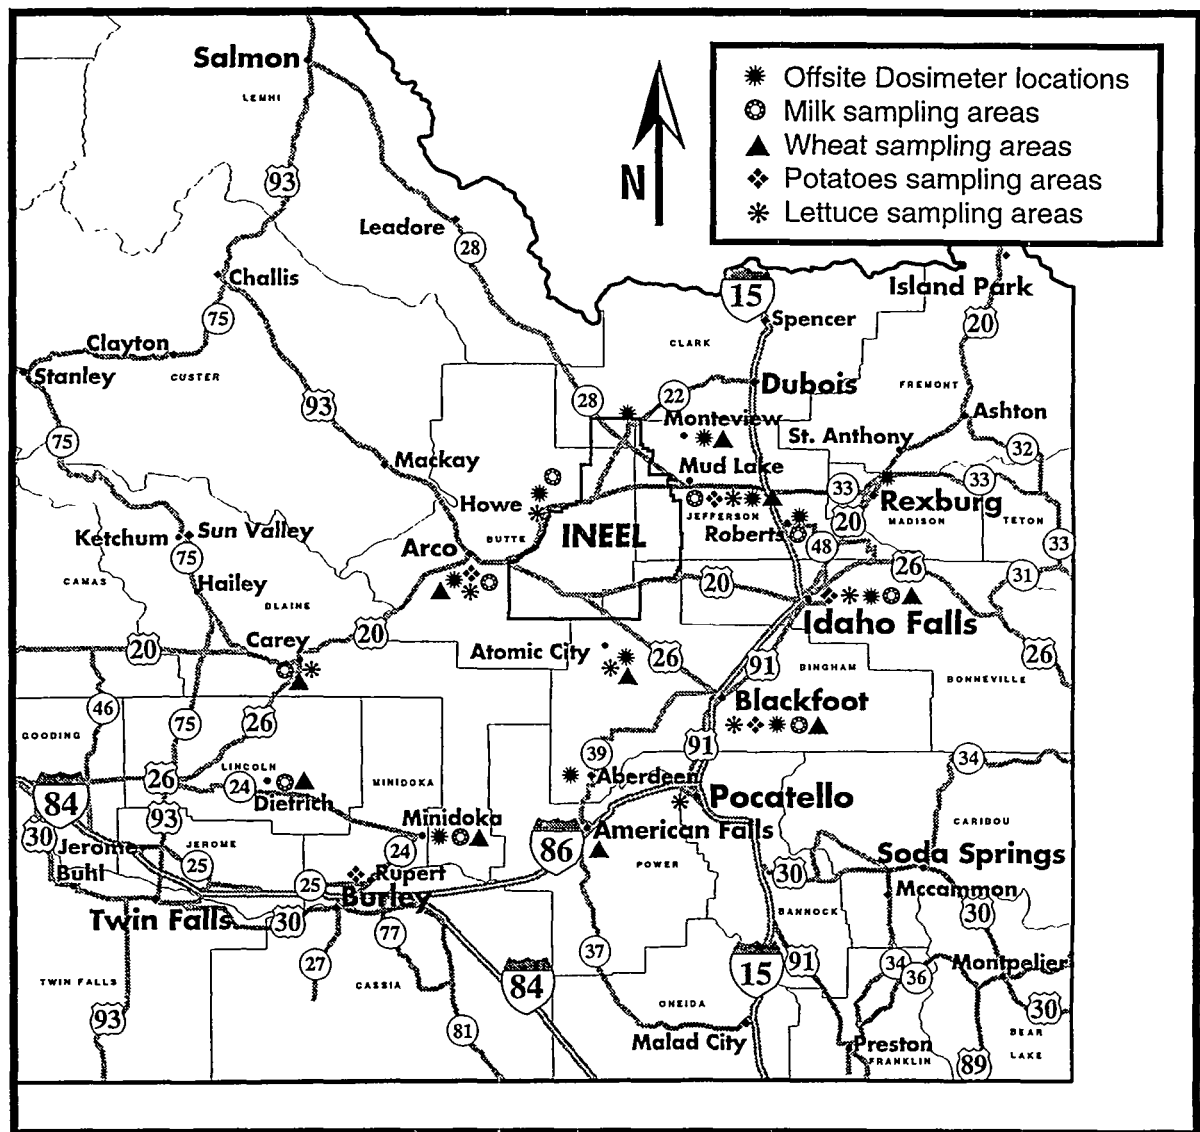 Salmon
LEMHI
Offsite Dosimeter locations
Milk sampling areas
Wheat sampling areas
Potatoes sampling areas
Lettuce sampling areas
N
93
Leadore
28
Challis
Island Park
15
75
Spencer
20
Clayton
CLARK
Stanley
CUSTER
Dubois
FREMONT
28
22
93
Monteview
Ashton
75
St. Anthony
32
Mackay
Mud Lake
33
33
Howe
Rexburg
JEFFERSON
20
MADISON
TETON
Ketchum
Sun Valley
BUTTE
INEEL
Roberts
33
75
Arco
48
26
CAMAS
Hailey
20
31
BLAINE
Idaho Falls
Carey
20
20
Atomic City
26
91
26
BINGHAM
BONNEVILLE
46
75
26
Blackfoot
GOODING
91
39
34
LINCOLN
26
24
MINIDOKA
Aberdeen
84
Dietrich
Pocatello
93
Minidoka
CARIBOU
30
American Falls
Jerome
JEROME
24
86
Soda Springs
25
POWER
Buhl
25
Rupert
30
Burley
Mccammon
Twin Falls
30
77
BANNOCK
30
27
37
15
91
34
36
Montpelier
TWIN FALLS
CASSIA
84
93
ONEIDA
30
81
Malad City
Preston
BEAR
LAKE
FRANKLIN
89